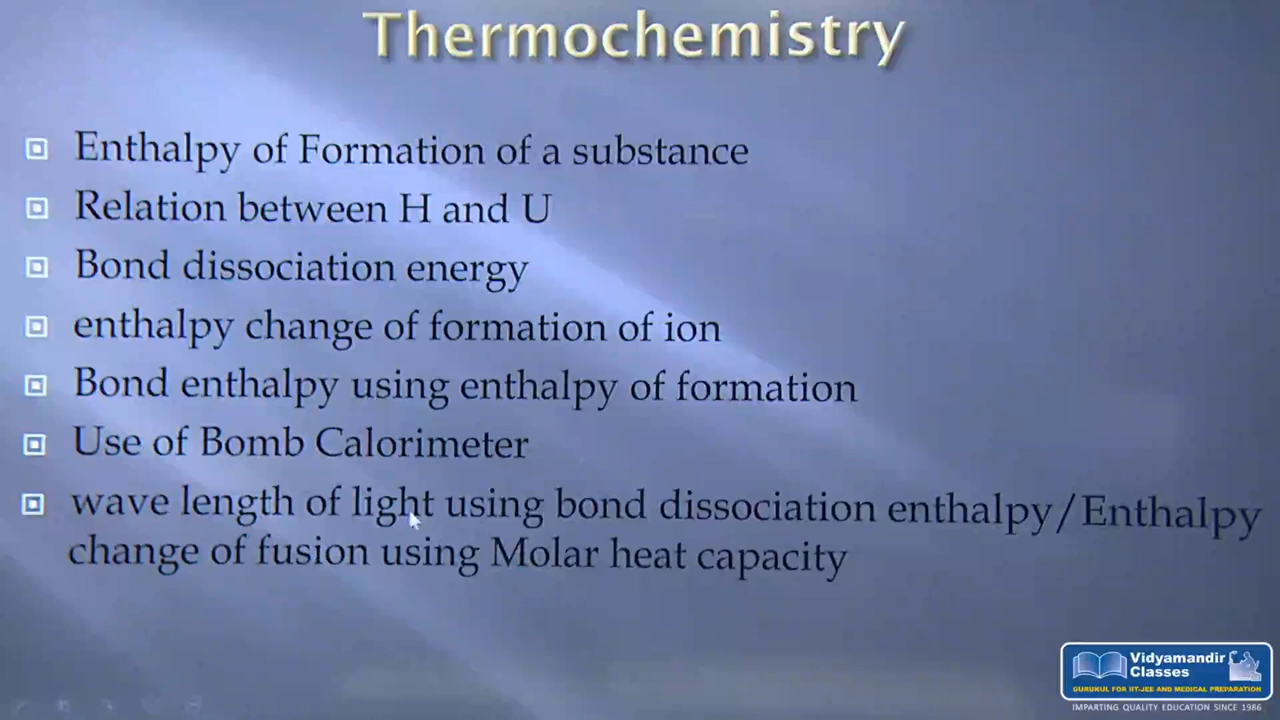 Thermochemistry
Enthalpy of Formation of a substance
Relation between H and U
Bond dissociation energy
enthalpy change of formation of ion
Bond enthalpy using enthalpy of formation
Use of Bomb Calorimeter
wave length of light using bond dissociation enthalpy/Enthalpy
change of fusion using Molar heat capacity
Vidyamandir
Classes
GURUKUL FOR IIT-JEE AND MEDICAL PREPARATION
IMPARTING QUALITY EDUCATION SINCE 1986